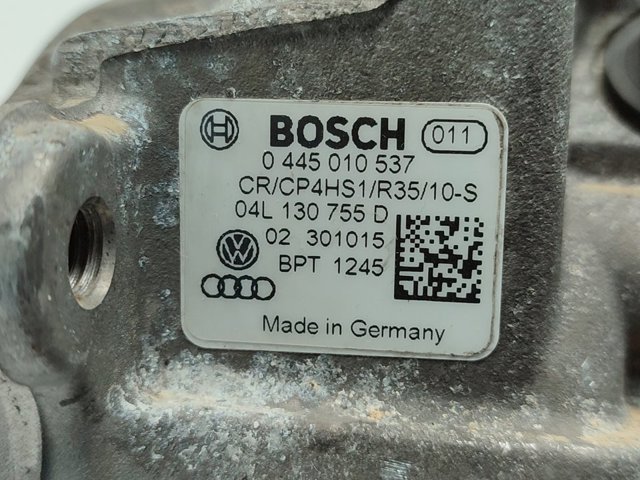 BOSCH 011
0 445 010 537
CR/CP4HS1/R35/10-S
04L 130 755 D
02 301015
BPT 1245
Made in Germany